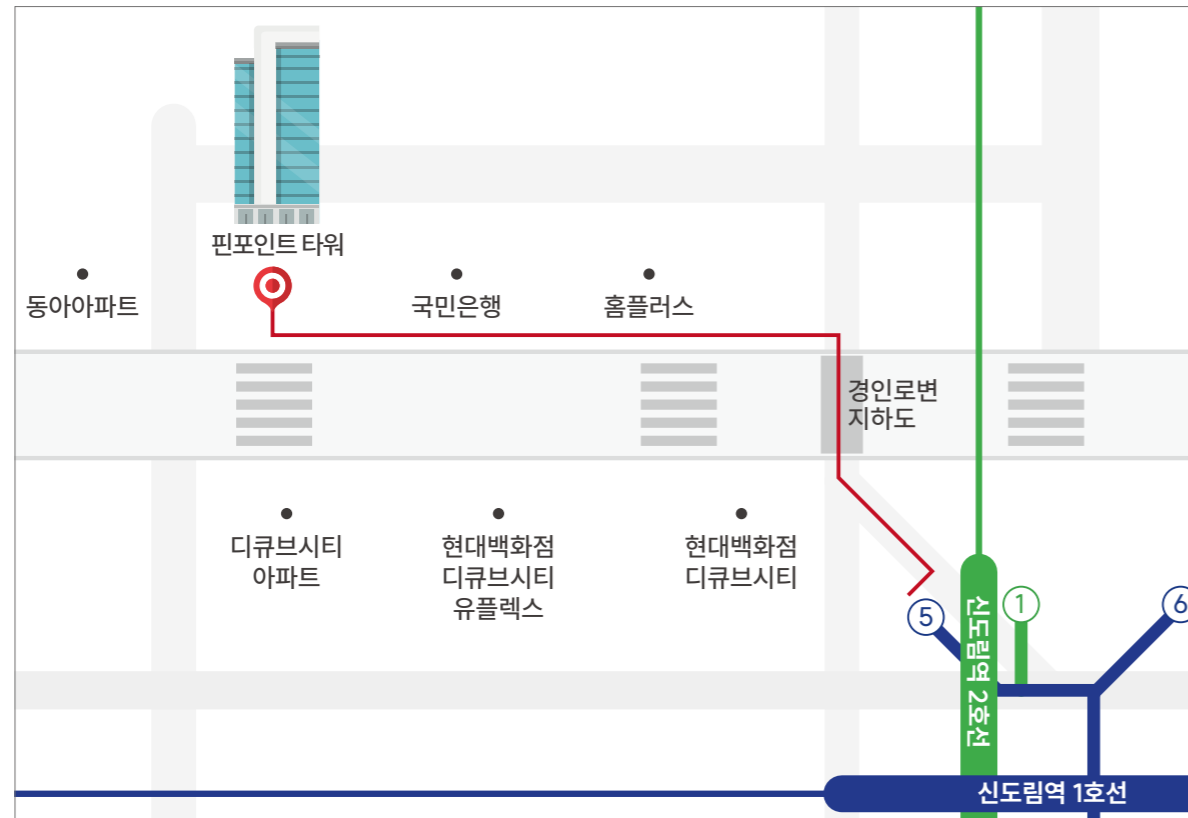 핀포인트 타워
동아아파트
국민은행
홈플러스
경인로변
지하도
디큐브시티
아파트
현대백화점
디큐브시티
유플렉스
현대백화점
디큐브시티
5
1
6
신도림역 2호선
신도림역 1호선